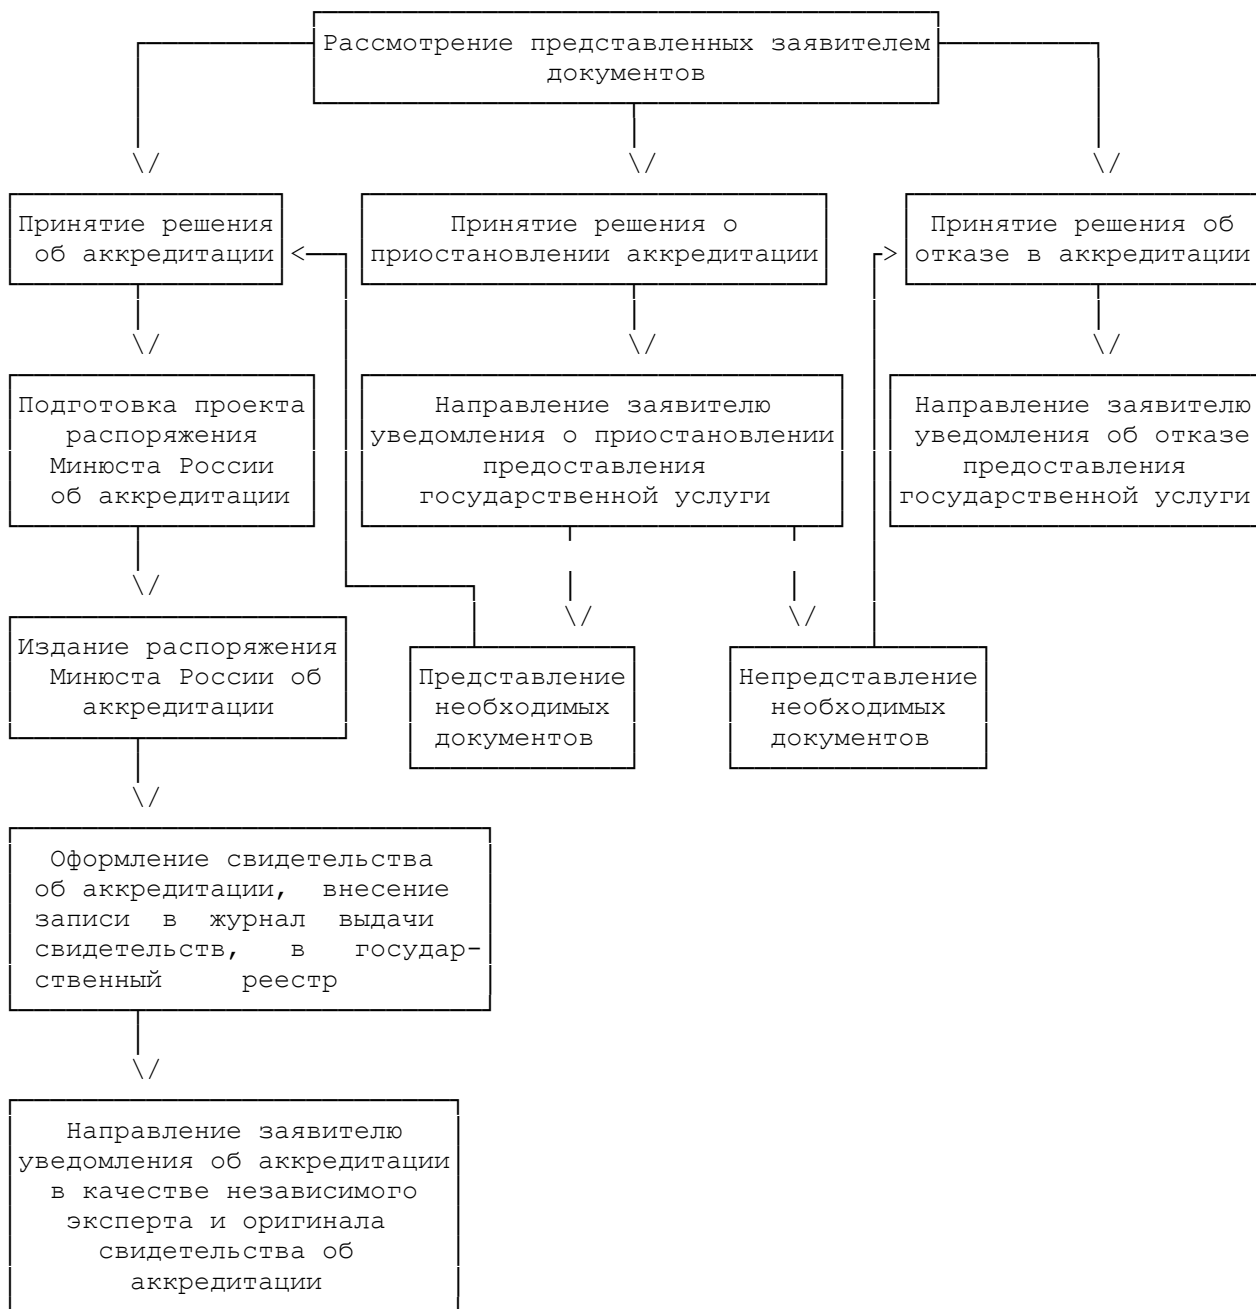 Рассмотрение представленных заявителем
документов
Принятие решения
об аккредитации
Принятие решения о
приостановлении аккредитации
Принятие решения об
отказе в аккредитации
Подготовка проекта
распоряжения
Минюста России
об аккредитации
Направление заявителю
уведомления о приостановлении
предоставления
государственной услуги
Направление заявителю
уведомления об отказе
предоставления
государственной услуги
Издание распоряжения
Минюста России об
аккредитации
Представление
необходимых
документов
Непредставление
необходимых
документов
Оформление свидетельства
об аккредитации, внесение
записи в журнал выдачи
свидетельств, в государ-
ственный реестр
Направление заявителю
уведомления об аккредитации
в качестве независимого
эксперта и оригинала
свидетельства об
аккредитации